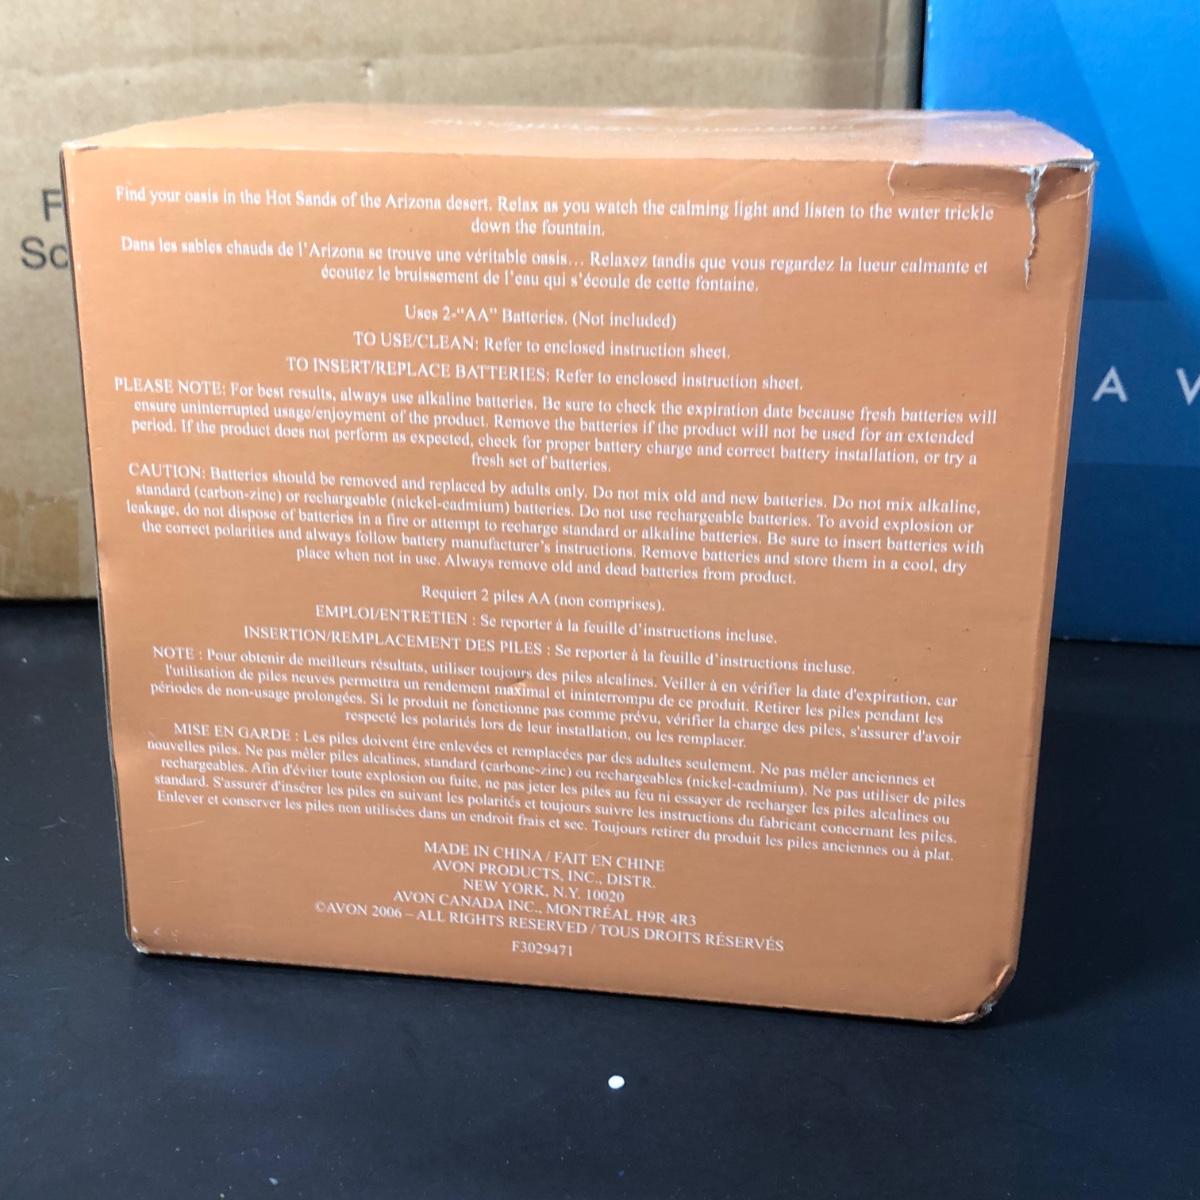 Find your oasis in the Hot Sands of the Arizona desert. Relax as you watch the calming light and listen to the water trickle
down the fountain.
Dans les sables chauds de l'Arizona se trouve une véritable oasis... Relaxez tandis que vous regardez la lueur calmante et
écoutez le bruissement de l'eau qui s'écoule de cette fontaine.
Uses 2-"AA" Batteries. (Not included)
TO USE/CLEAN: Refer to enclosed instruction sheet.
TO INSERT/REPLACE BATTERIES: Refer to enclosed instruction sheet.
PLEASE NOTE: For best results, always use alkaline batteries. Be sure to check the expiration date because fresh batteries will
ensure uninterrupted usage/enjoyment of the product. Remove the batteries if the product will not be used for an extended
period. If the product does not perform as expected, check for proper battery charge and correct battery installation, or try a
fresh set of batteries.
CAUTION: Batteries should be removed and replaced by adults only. Do not mix old and new batteries. Do not mix alkaline,
standard (carbon-zinc) or rechargeable (nickel-cadmium) batteries. Do not use rechargeable batteries. To avoid explosion or
leakage, do not dispose of batteries in a fire or attempt to recharge standard or alkaline batteries. Be sure to insert batteries with
the correct polarities and always follow battery manufacturer's instructions. Remove batteries and store them in a cool, dry
place when not in use. Always remove old and dead batteries from product.
Requiert 2 piles AA (non comprises).
EMPLOI/ENTRETIEN : Se reporter à la feuille d'instructions incluse.
INSERTION/REMPLACEMENT DES PILES : Se reporter à la feuille d'instructions incluse.
NOTE : Pour obtenir de meilleurs résultats, utiliser toujours des piles alcalines. Veiller à en vérifier la date d'expiration, car
l'utilisation de piles neuves permettra un rendement maximal et ininterrompu de ce produit. Retirer les piles pendant les
périodes de non-usage prolongées. Si le produit ne fonctionne pas comme prévu, vérifier la charge des piles, s'assurer d'avoir
respecté les polarités lors de leur installation, ou les remplacer.
MISE EN GARDE : Les piles doivent être enlevées et remplacées par des adultes seulement. Ne pas mêler anciennes et
nouvelles piles. Ne pas mêler piles alcalines, standard (carbone-zinc) ou rechargeables (nickel-cadmium). Ne pas utiliser de piles
rechargeables. Afin d'éviter toute explosion ou fuite, ne pas jeter les piles au feu ni essayer de recharger les piles alcalines ou
standard. S'assurer d'insérer les piles en suivant les polarités et toujours suivre les instructions du fabricant concernant les piles.
Enlever et conserver les piles non utilisées dans un endroit frais et sec. Toujours retirer du produit les piles anciennes ou à plat.
MADE IN CHINA / FAIT EN CHINE
AVON PRODUCTS, INC., DISTR.
NEW YORK, N.Y. 10020
AVON CANADA INC., MONTRÉAL H9R 4R3
©AVON 2006 – ALL RIGHTS RESERVED / TOUS DROITS RÉSERVÉS
F3029471
F
Sc
A V